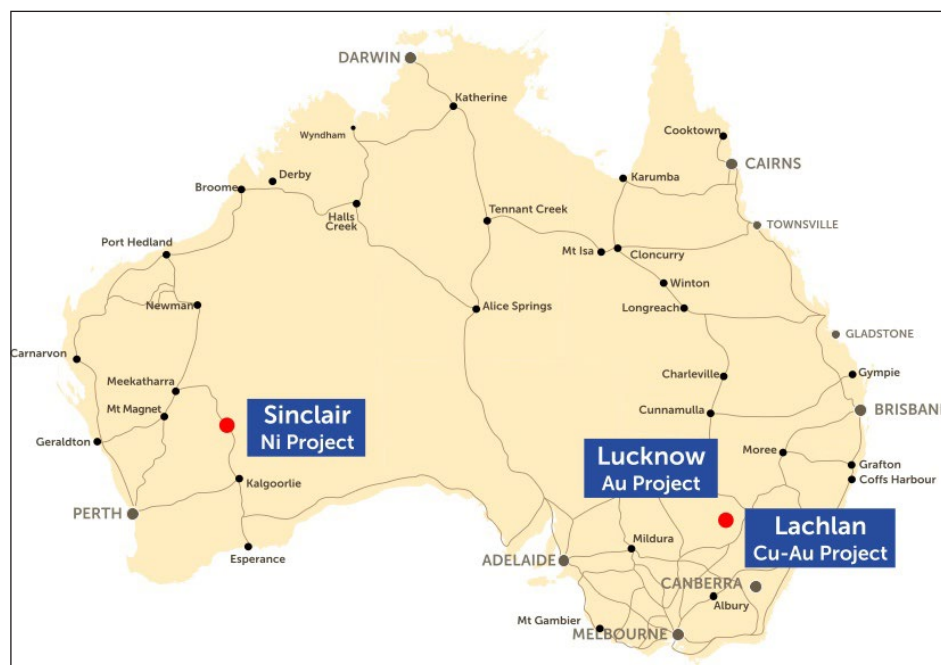 DARWIN
Katherine
Wyndham
Cooktown
CAIRNS
Derby
Broome
Karumba
Halls
Creek
Tennant Creek
TOWNSVILLE
Port Hedland
Mt Isa
Cloncurry
Winton
Newman
Alice Springs
Longreach
GLADSTONE
Carnarvon
Meekatharra
Charleville
Gympie
Mt Magnet
Sinclair
Ni Project
Cunnamulla
BRISBAN
Geraldton
Lucknow
Au Project
Moree
Grafton
Coffs Harbour
Kalgoorlie
PERTH
Lachlan
Cu-Au Project
Mildura
Esperance
ADELAIDE
CANBERRA
Albury
Mt Gambier
MELBOURNE